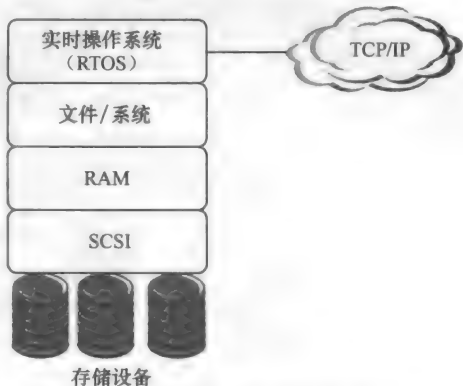 实时操作系统
（RTOS）
TCP/IP
文件/系统
RAM
SCSI
存储设备